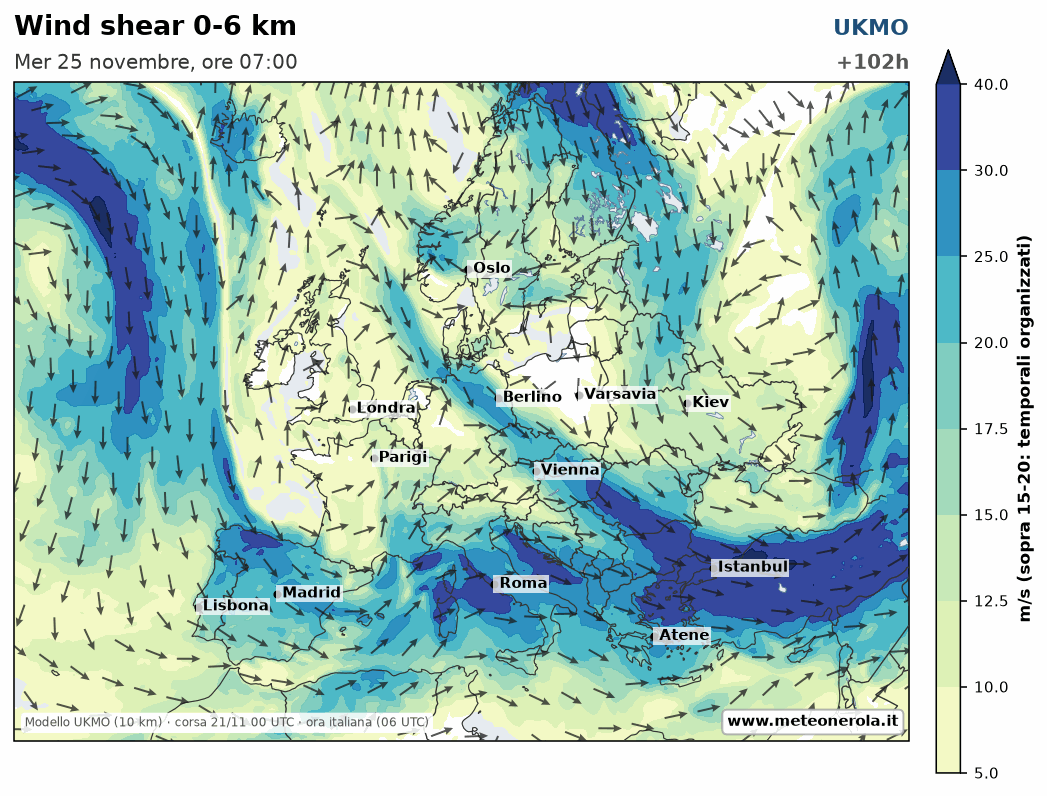 Wind shear 0-6 km
UKMO
Mer 25 novembre, ore 07:00
+102h
40.0
30.0
25.0
20.0
17.5
15.0
12.5
10.0
5.0
m/s (sopra 15-20: temporali organizzati)
Oslo
Berlino
Varsavia
Kiev
Londra
Parigi
Vienna
Istanbul
Roma
Madrid
Lisbona
Atene
Modello UKMO (10 km) · corsa 21/11 00 UTC · ora italiana (06 UTC)
www.meteonerola.it